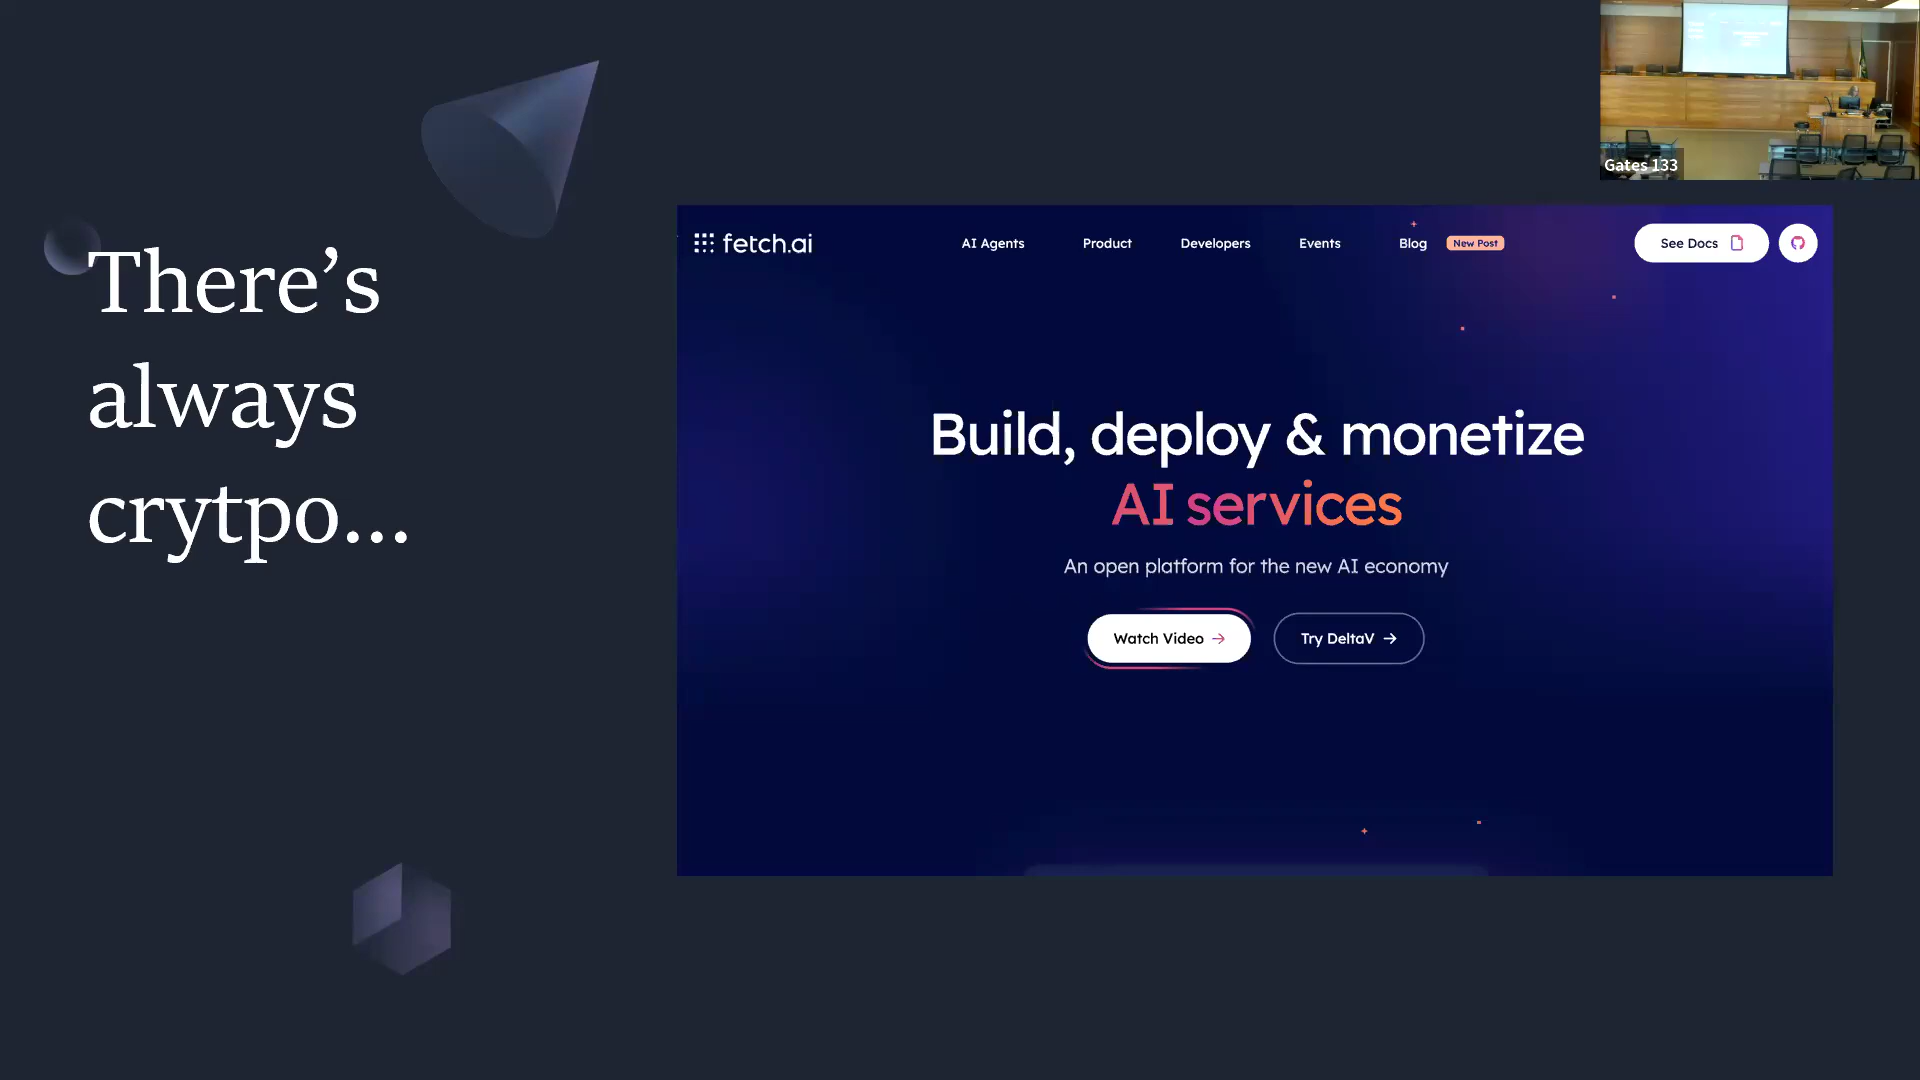 Gates 133
There’s
always
crytpo...
fetch.ai
AI Agents
Product
Developers
Events
Blog
New Post
See Docs
Build, deploy & monetize
AI services
An open platform for the new AI economy
Watch Video →
Try DeltaV →